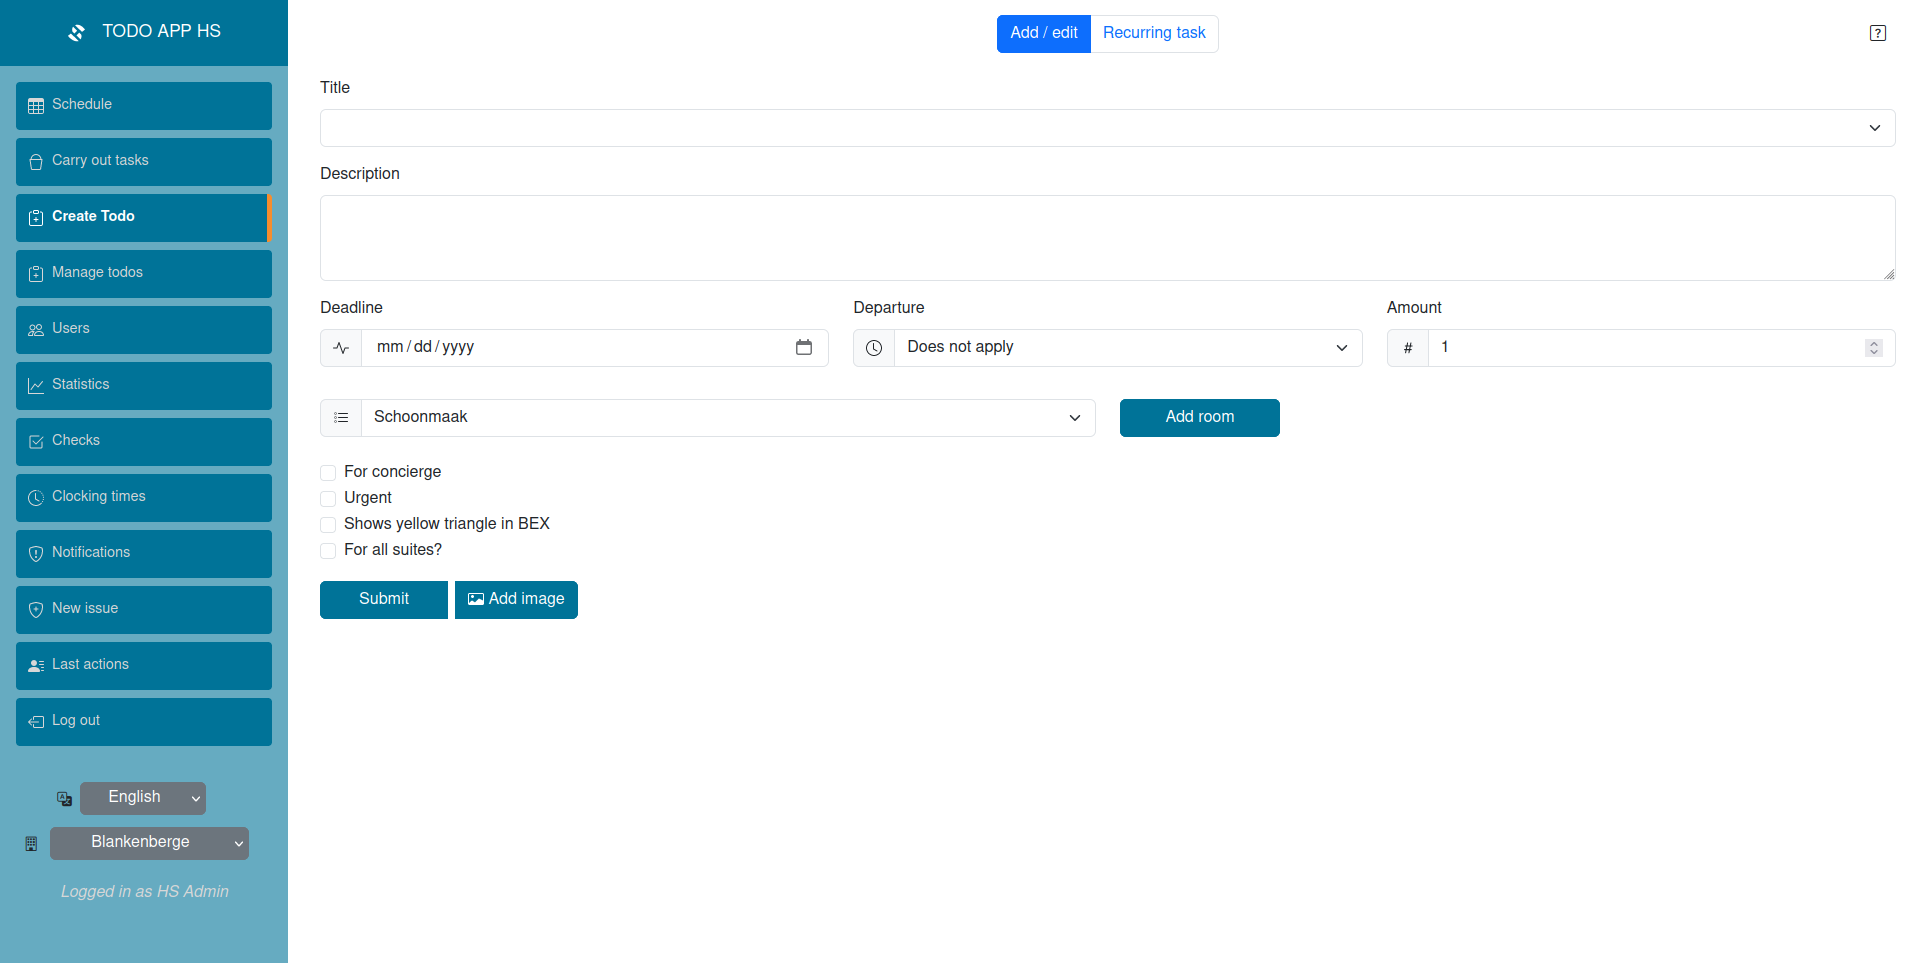 TODO APP HS
Schedule
Carry out tasks
Create Todo
Manage todos
Users
Statistics
Checks
Clocking times
Notifications
New issue
Last actions
Log out
English
Blankenberge
Logged in as HS Admin
Add / edit
Recurring task
?
Title
Description
Deadline
Departure
Amount
mm/dd/yyyy
Does not apply
# 1
Schoonmaak
Add room
For concierge
Urgent
Shows yellow triangle in BEX
For all suites?
Submit
Add image